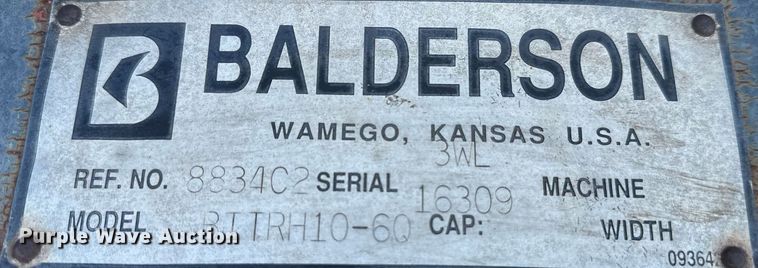 BALDERSON
WAMEGO, KANSAS U.S.A.
3WL
REF. NO. 8834C2 SERIAL 16309 MACHINE
MODEL CAP: WIDTH
Purple Wave Auction